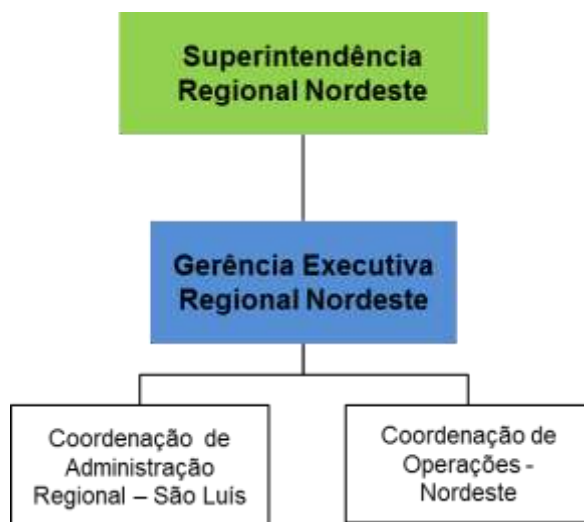 Superintendência
Regional Nordeste
Gerência Executiva
Regional Nordeste
Coordenação de
Administração
Regional – São Luís
Coordenação de
Operações -
Nordeste